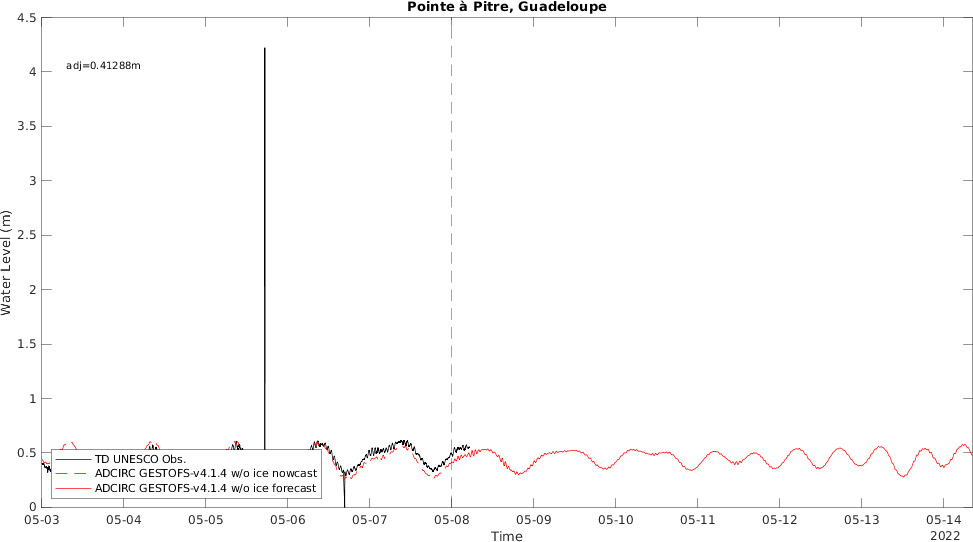 Pointe à Pitre, Guadeloupe
4.5
adj=0.41288m
4
3.5
3
2.5
2
1.5
1
0.5
0
Water Level (m)
TD UNESCO Obs.
ADCIRC GESTOFS-v4.1.4 w/o ice nowcast
ADCIRC GESTOFS-v4.1.4 w/o ice forecast
05-03 05-04 05-05 05-06 05-07 05-08 05-09 05-10 05-11 05-12 05-13 05-14
Time
2022